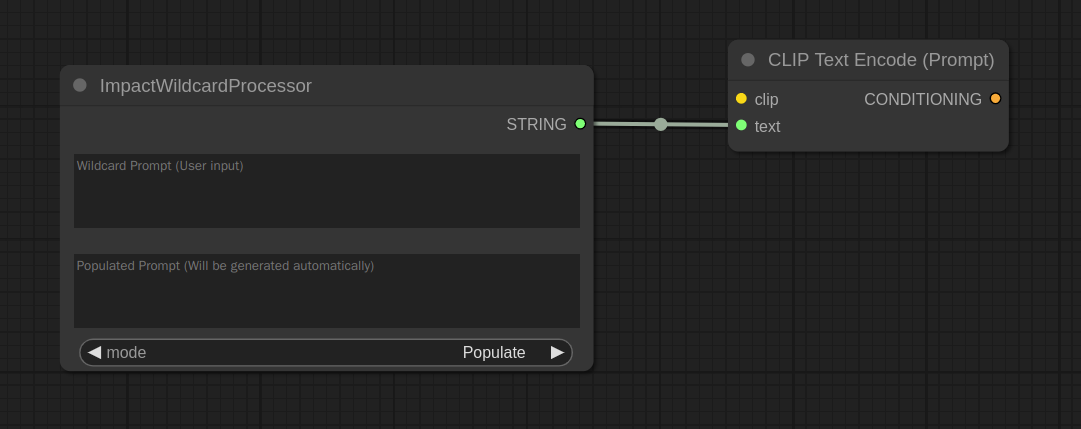 ImpactWildcardProcessor
STRING
Wildcard Prompt (User input)
Populated Prompt (Will be generated automatically)
mode Populate
CLIP Text Encode (Prompt)
clip CONDITIONING
text